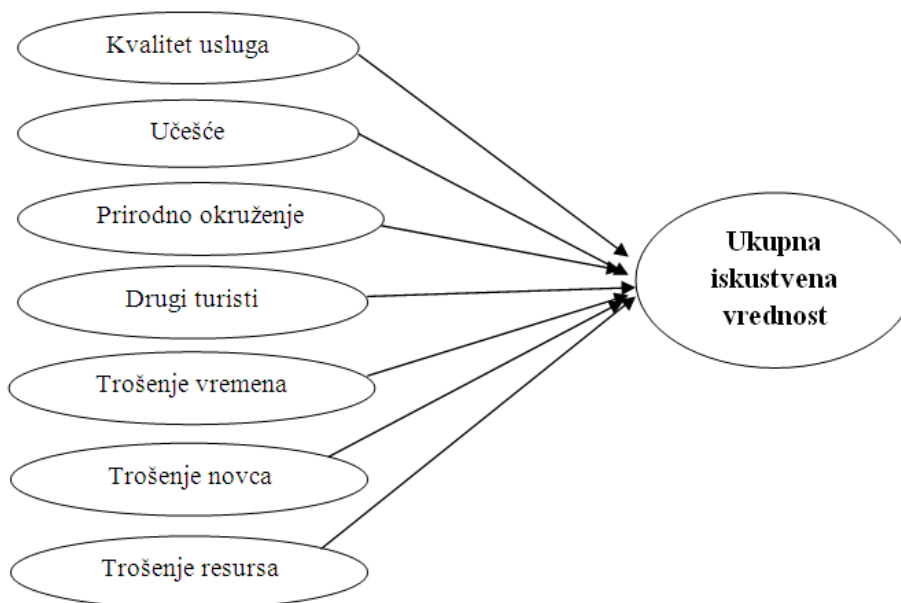 Kvalitet usluga
Učešće
Prirodno okruženje
Drugi turisti
Trošenje vremena
Trošenje novca
Trošenje resursa
Ukupna
iskustvena
vrednost